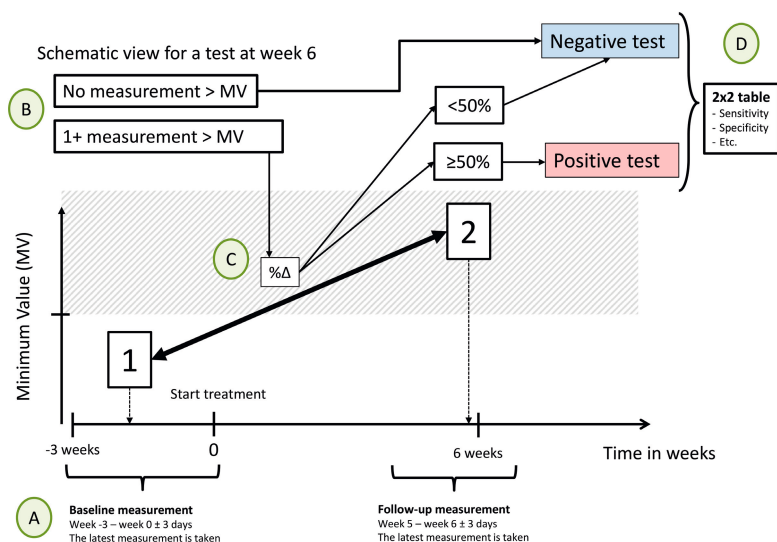 Schematic view for a test at week 6
Negative test
D
B
No measurement > MV
<50%
2x2 table
- Sensitivity
- Specificity
- Etc.
1+ measurement > MV
≥50%
Positive test
2
C
%Δ
Minimum Value (MV)
1
Start treatment
-3 weeks
0
6 weeks
Time in weeks
A
Baseline measurement
Week -3 – week 0 ± 3 days
The latest measurement is taken
Follow-up measurement
Week 5 – week 6 ± 3 days
The latest measurement is taken